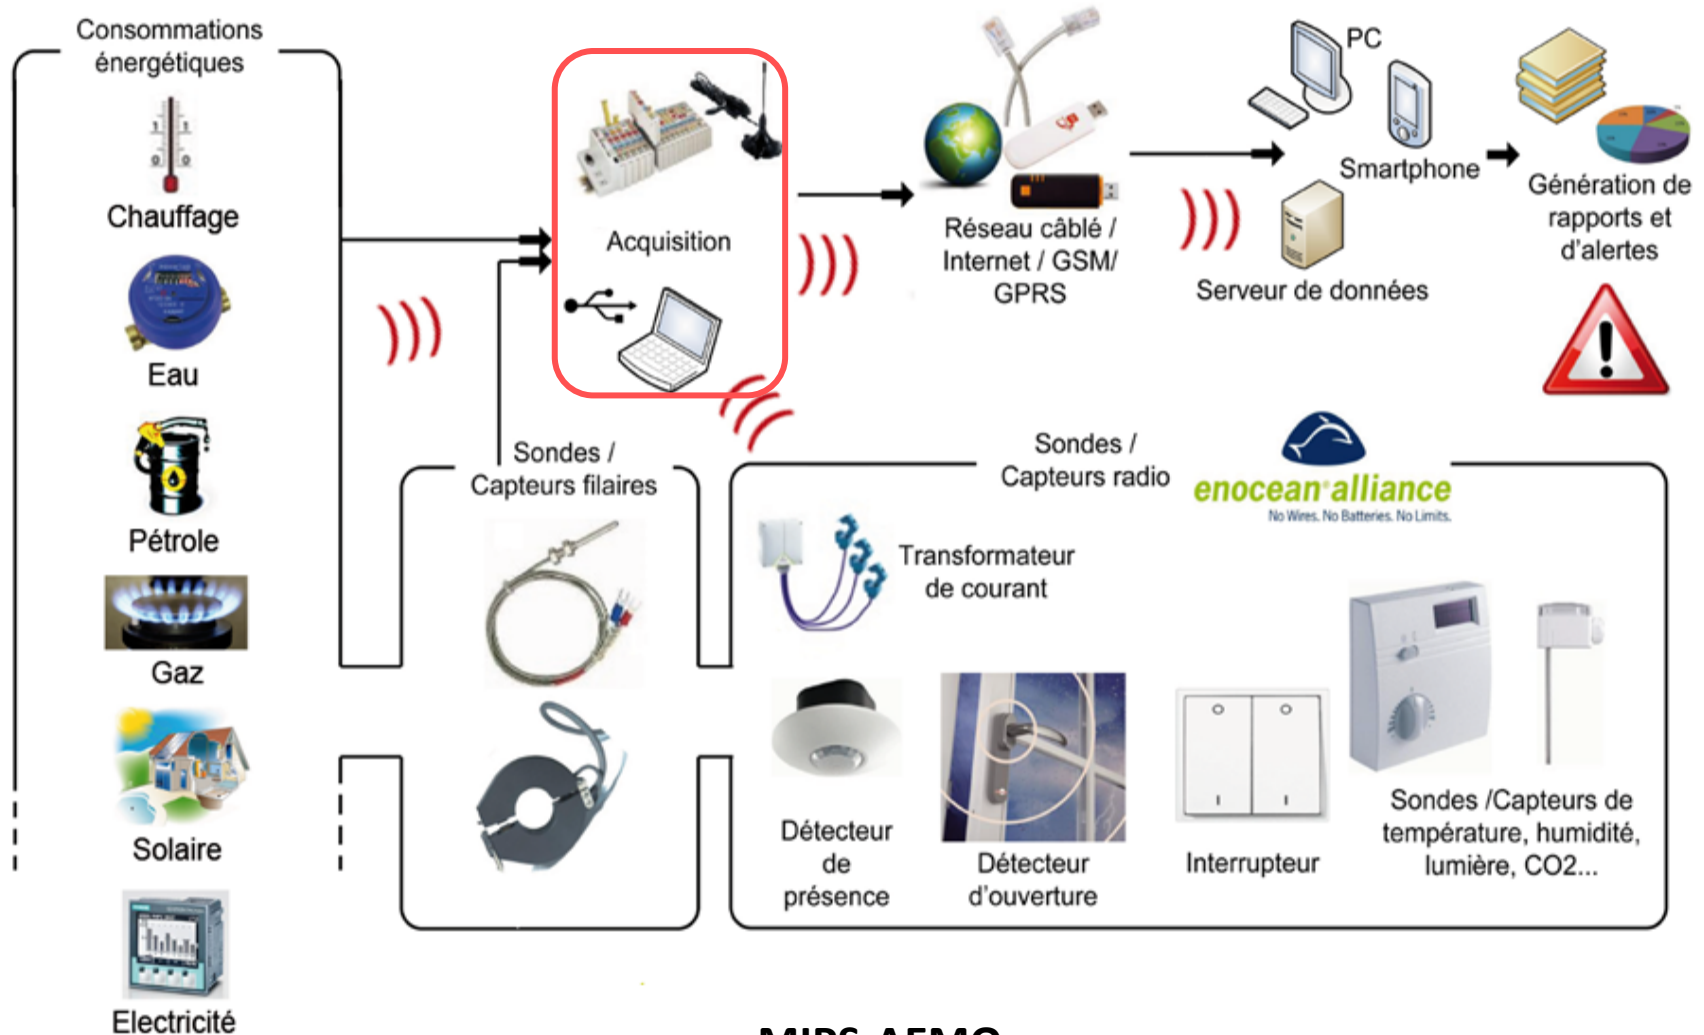 Consommations
énergétiques
Chauffage
Eau
Pétrole
Gaz
Solaire
Electricité
Acquisition
Réseau câblé /
Internet / GSM/
GPRS
PC
Smartphone
Serveur de données
Génération de
rapports et
d'alertes
Sondes /
Capteurs filaires
Sondes /
Capteurs radio
enocean® alliance
No Wires. No Batteries. No Limits.
Transformateur
de courant
Détecteur
de
présence
Détecteur
d'ouverture
Interrupteur
Sondes /Capteurs de
température, humidité,
lumière, CO2...